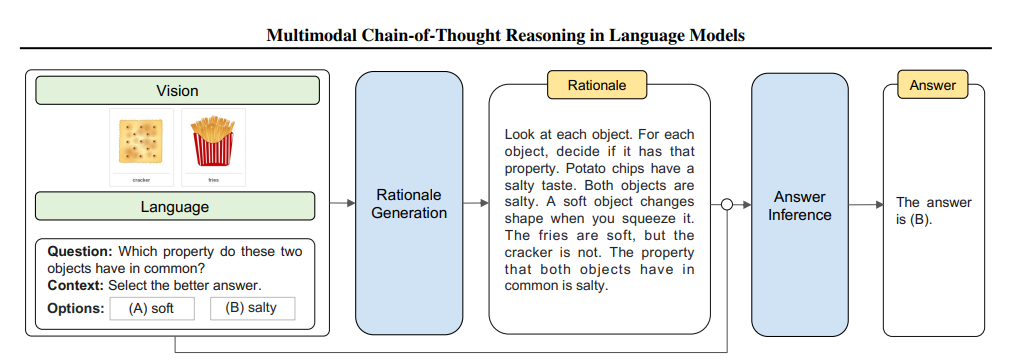 Multimodal Chain-of-Thought Reasoning in Language Models
Vision
cracker
fries
Language
Question: Which property do these two
objects have in common?
Context: Select the better answer.
Options: (A) soft (B) salty
Rationale
Generation
Rationale
Look at each object. For each
object, decide if it has that
property. Potato chips have a
salty taste. Both objects are
salty. A soft object changes
shape when you squeeze it.
The fries are soft, but the
cracker is not. The property
that both objects have in
common is salty.
Answer
Inference
Answer
The answer
is (B).